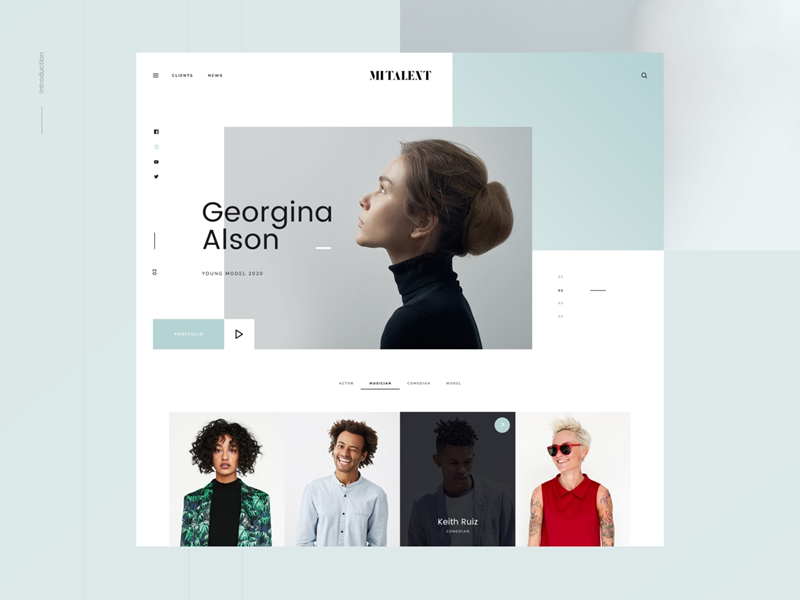 introduction
CLIENTS
NEWS
MITALENT
Georgina
Alson
YOUNG MODEL 2020
PORTFOLIO
01
02
03
04
ACTOR
MUSICIAN
COMEDIAN
MODEL
Keith Ruiz
COMEDIAN